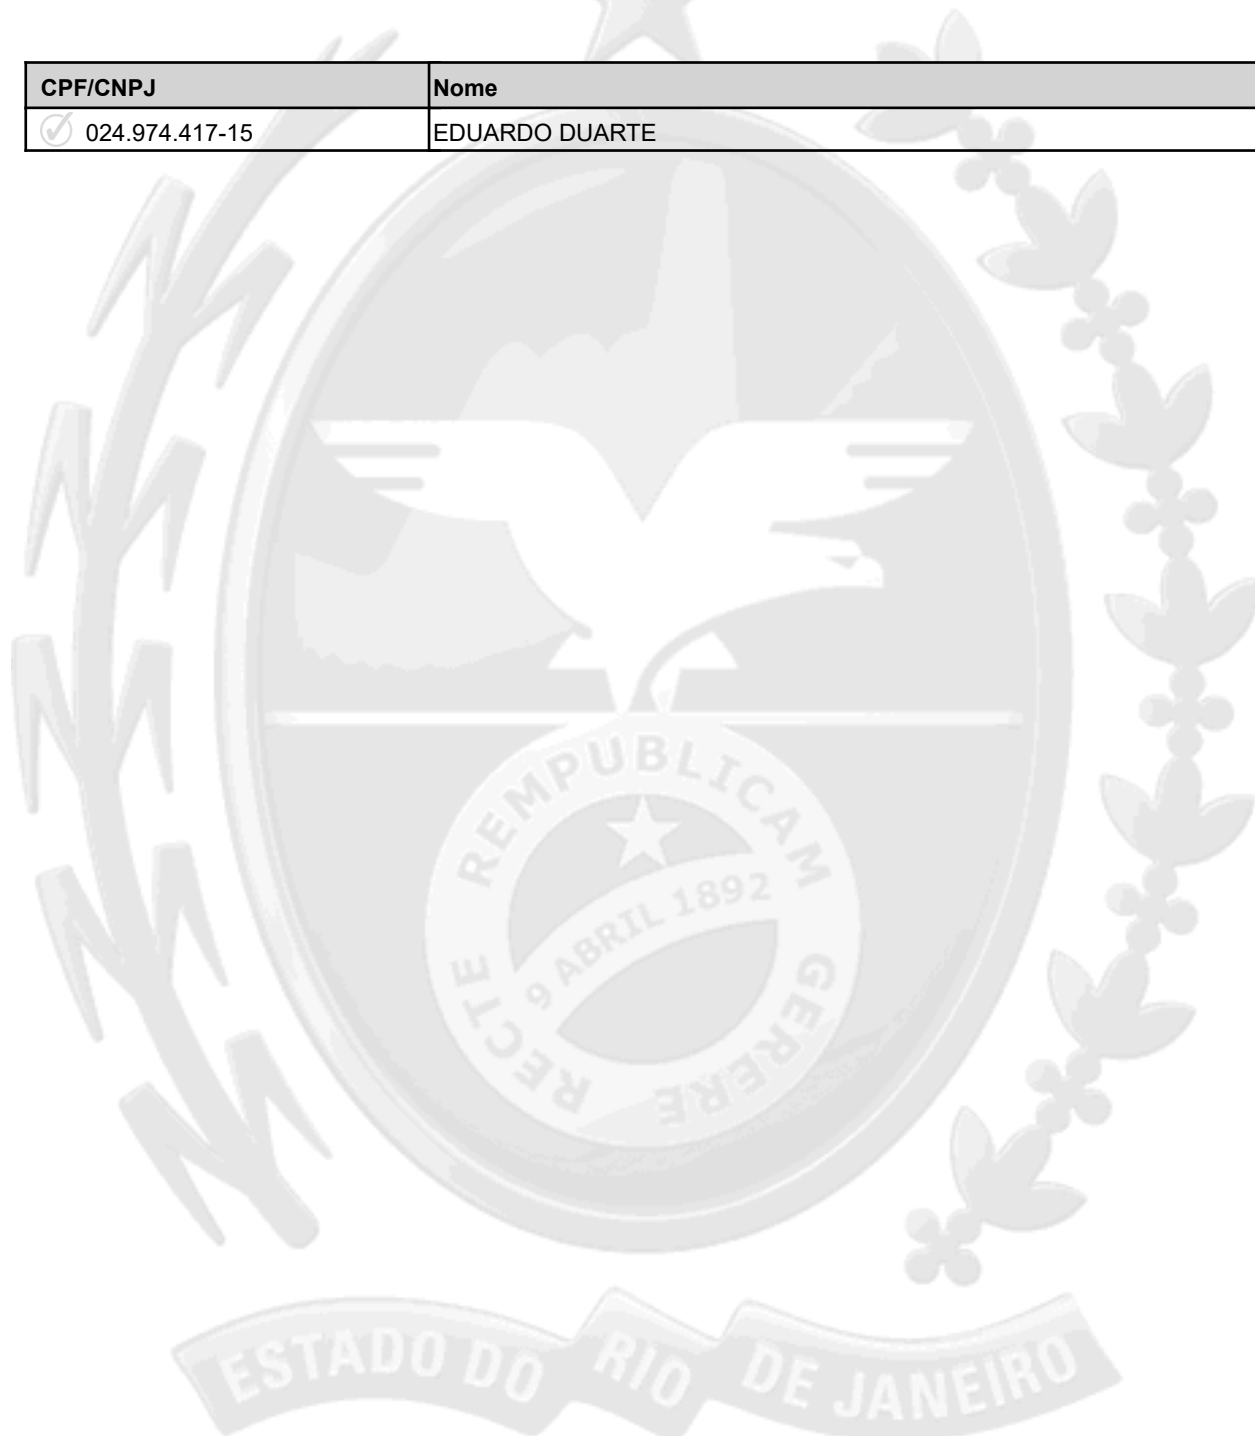 CPF/CNPJ Nome
024.974.417-15 EDUARDO DUARTE
REMPUBLICAM
9 ABRIL 1892
RECTE GERERE
ESTADO DO RIO DE JANEIRO